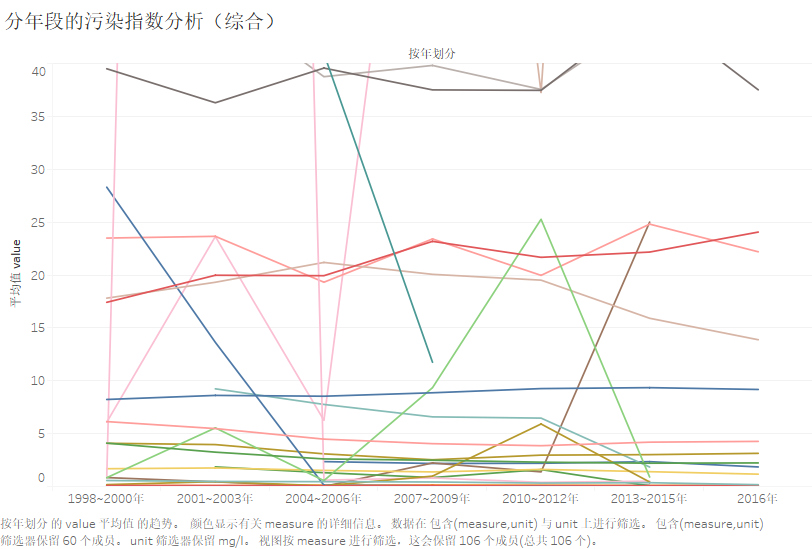 分年段的污染指数分析（综合）
按年划分
40
35
30
25
20
15
10
5
0
平均值 value
1998~2000年 2001~2003年 2004~2006年 2007~2009年 2010~2012年 2013~2015年 2016年
按年划分 的 value 平均值 的趋势。 颜色显示有关 measure 的详细信息。 数据在 包含(measure,unit) 与 unit 上进行筛选。 包含(measure,unit)
筛选器保留 60 个成员。 unit 筛选器保留 mg/l。 视图按 measure 进行筛选，这会保留 106 个成员(总共 106 个)。